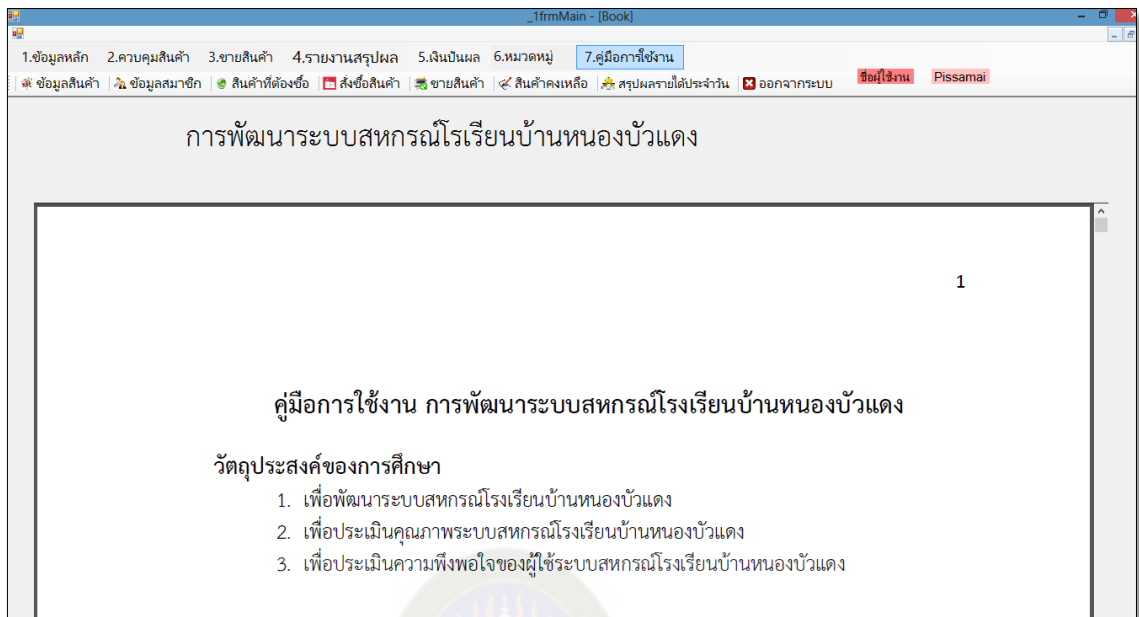 _1frmMain - [Book]
1.ข้อมูลหลัก 2.ควบคุมสินค้า 3.ขายสินค้า 4.รายงานสรุปผล 5.เงินปันผล 6.หมวดหมู่ 7.คู่มือการใช้งาน
ข้อมูลสินค้า ข้อมูลสมาชิก สินค้าที่ต้องซื้อ สั่งซื้อสินค้า ขายสินค้า สินค้าคงเหลือ สรุปผลรายได้ประจำวัน ออกจากระบบ ชื่อผู้ใช้งาน Pissamai
การพัฒนาระบบสหกรณ์โรเรียนบ้านหนองบัวแดง
1
คู่มือการใช้งาน การพัฒนาระบบสหกรณ์โรงเรียนบ้านหนองบัวแดง
วัตถุประสงค์ของการศึกษา
1. เพื่อพัฒนาระบบสหกรณ์โรงเรียนบ้านหนองบัวแดง
2. เพื่อประเมินคุณภาพระบบสหกรณ์โรงเรียนบ้านหนองบัวแดง
3. เพื่อประเมินความพึงพอใจของผู้ใช้ระบบสหกรณ์โรงเรียนบ้านหนองบัวแดง